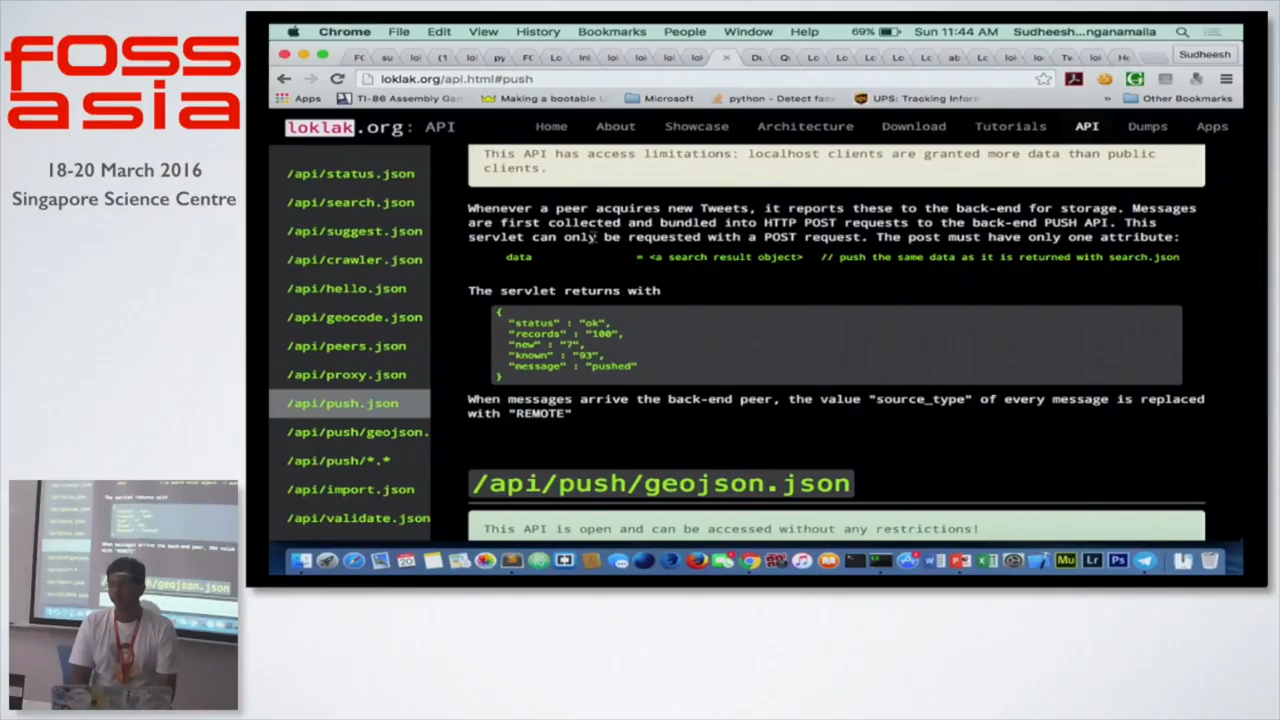 foss
asia
18-20 March 2016
Singapore Science Centre
Chrome File Edit View History Bookmarks People Window Help 69% Sun 11:44 AM Sudheesh...nganamalla
Sudheesh
loklak.org/api.html#push
Apps TI-86 Assembly Gam Making a bootable U Microsoft python - Detect face UPS: Tracking Inform » Other Bookmarks
loklak.org: API Home About Showcase Architecture Download Tutorials API Dumps Apps
/api/status.json
/api/search.json
/api/suggest.json
/api/crawler.json
/api/hello.json
/api/geocode.json
/api/peers.json
/api/proxy.json
/api/push.json
/api/push/geojson.
/api/push/*.*
/api/import.json
/api/validate.json
This API has access limitations: localhost clients are granted more data than public
clients.
Whenever a peer acquires new Tweets, it reports these to the back-end for storage. Messages
are first collected and bundled into HTTP POST requests to the back-end PUSH API. This
servlet can only be requested with a POST request. The post must have only one attribute:
data = <a search result object> // push the same data as it is returned with search.json
The servlet returns with
{
"status" : "ok",
"records" : "100",
"new" : "7",
"known" : "93",
"message" : "pushed"
}
When messages arrive the back-end peer, the value "source_type" of every message is replaced
with "REMOTE"
/api/push/geojson.json
This API is open and can be accessed without any restrictions!